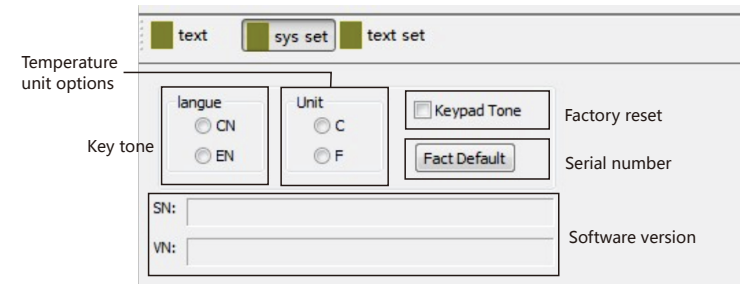 text sys set text set
Temperature
unit options
langue
CN
EN
Unit
C
F
Keypad Tone
Fact Default
Key tone
Factory reset
Serial number
SN:
VN:
Software version